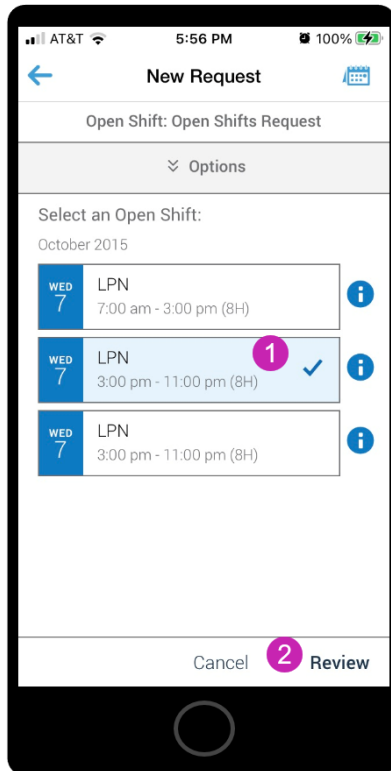 AT&T 5:56 PM 100%
New Request
Open Shift: Open Shifts Request
Options
Select an Open Shift:
October 2015
WED 7 LPN
7:00 am - 3:00 pm (8H)
1
WED 7 LPN
3:00 pm - 11:00 pm (8H)
WED 7 LPN
3:00 pm - 11:00 pm (8H)
Cancel 2 Review